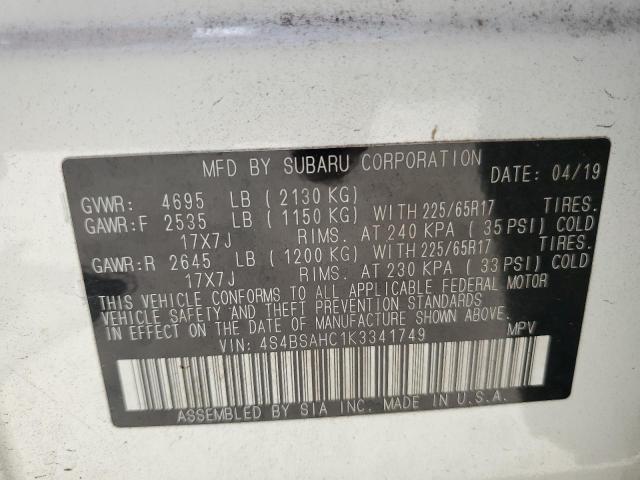 MFD BY SUBARU CORPORATION DATE: 04/19
GVWR: 4695 LB ( 2130 KG)
GAWR:F 2535 LB ( 1150 KG) WITH 225/65R17 TIRES.
17X7J RIMS. AT 240 KPA ( 35 PSI) COLD
GAWR:R 2645 LB ( 1200 KG) WITH 225/65R17 TIRES.
17X7J RIMS. AT 230 KPA ( 33 PSI) COLD
THIS VEHICLE CONFORMS TO ALL APPLICABLE FEDERAL MOTOR
VEHICLE SAFETY AND THEFT PREVENTION STANDARDS
IN EFFECT ON THE DATE OF MANUFACTURE SHOWN ABOVE.
VIN: 4S4BSAHC1K3341749 MPV
ASSEMBLED BY SIA INC. MADE IN U.S.A.